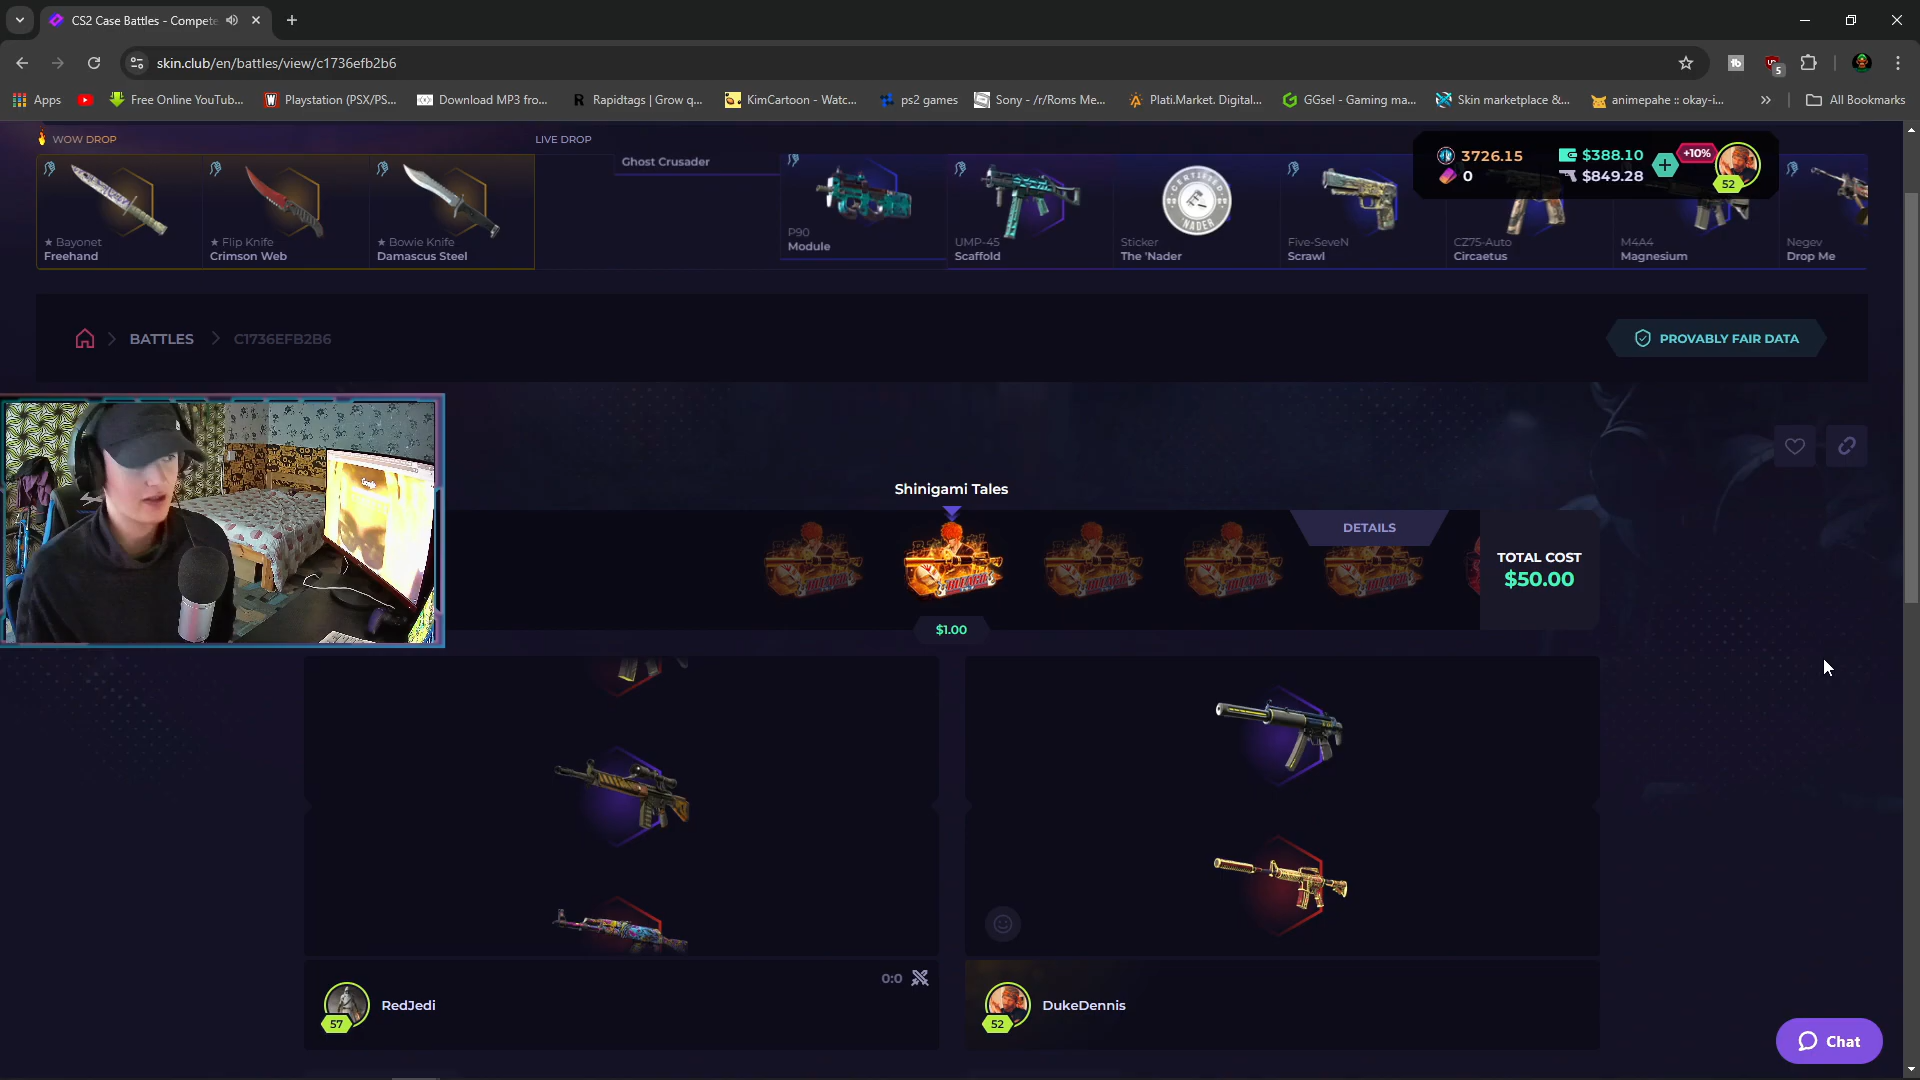 CS2 Case Battles - Compete
skin.club/en/battles/view/c1736efb2b6
5
Apps
Free Online YouTub...
Playstation (PSX/PS...
Download MP3 fro...
Rapidtags | Grow q...
KimCartoon - Watc...
ps2 games
Sony - /r/Roms Me...
Plati.Market. Digital...
GGsel - Gaming ma...
Skin marketplace &...
animepahe :: okay-i...
All Bookmarks
WOW DROP
LIVE DROP
★ Bayonet
Freehand
★ Flip Knife
Crimson Web
★ Bowie Knife
Damascus Steel
Ghost Crusader
P90
Module
UMP-45
Scaffold
CERTIFIED
'NADER
Sticker
The 'Nader
Five-SeveN
Scrawl
CZ75-Auto
Circaetus
M4A4
Magnesium
Negev
Drop Me
3726.15
0
$388.10
$849.28
+10%
52
BATTLES
C1736EFB2B6
PROVABLY FAIR DATA
Google
Shinigami Tales
DETAILS
TOTAL COST
$50.00
$1.00
0:0
RedJedi
57
DukeDennis
52
Chat